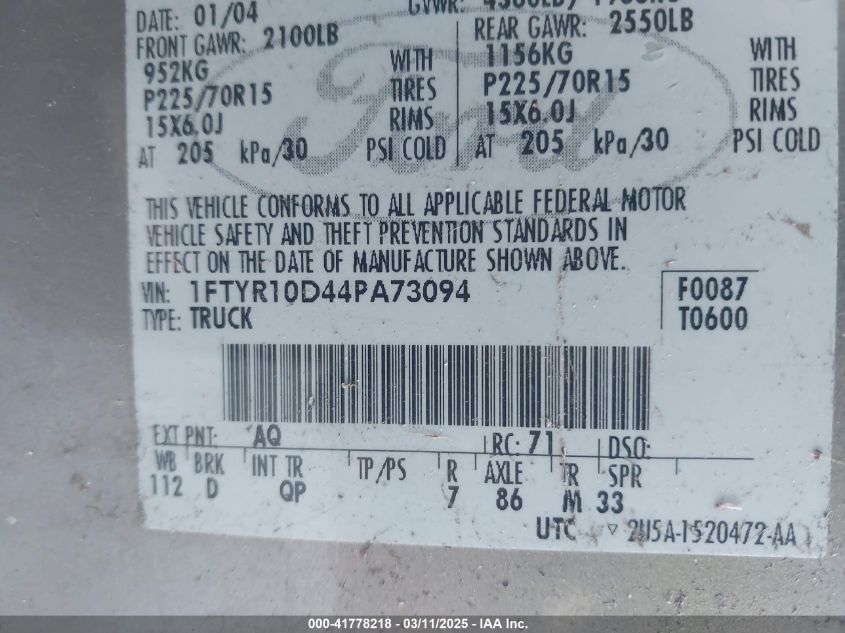 DATE: 01/04
FRONT GAWR: 2100LB
952KG WITH
P225/70R15 TIRES
15X6.0J RIMS
AT 205 kPa/30 PSI COLD
GVWR:
REAR GAWR: 2550LB
1156KG WITH
P225/70R15 TIRES
15X6.0J RIMS
AT 205 kPa/30 PSI COLD
Ford
THIS VEHICLE CONFORMS TO ALL APPLICABLE FEDERAL MOTOR
VEHICLE SAFETY AND THEFT PREVENTION STANDARDS IN
EFFECT ON THE DATE OF MANUFACTURE SHOWN ABOVE.
VIN: 1FTYR10D44PA73094 F0087
TYPE: TRUCK T0600
EXT PNT: AQ RC: 71 DSO:
WB BRK INT TR TP/PS R AXLE TR SPR
112 D QP 7 86 M 33
UTC ▿ 2U5A-1520472-AA
000-41778218 - 03/11/2025 - IAA Inc.